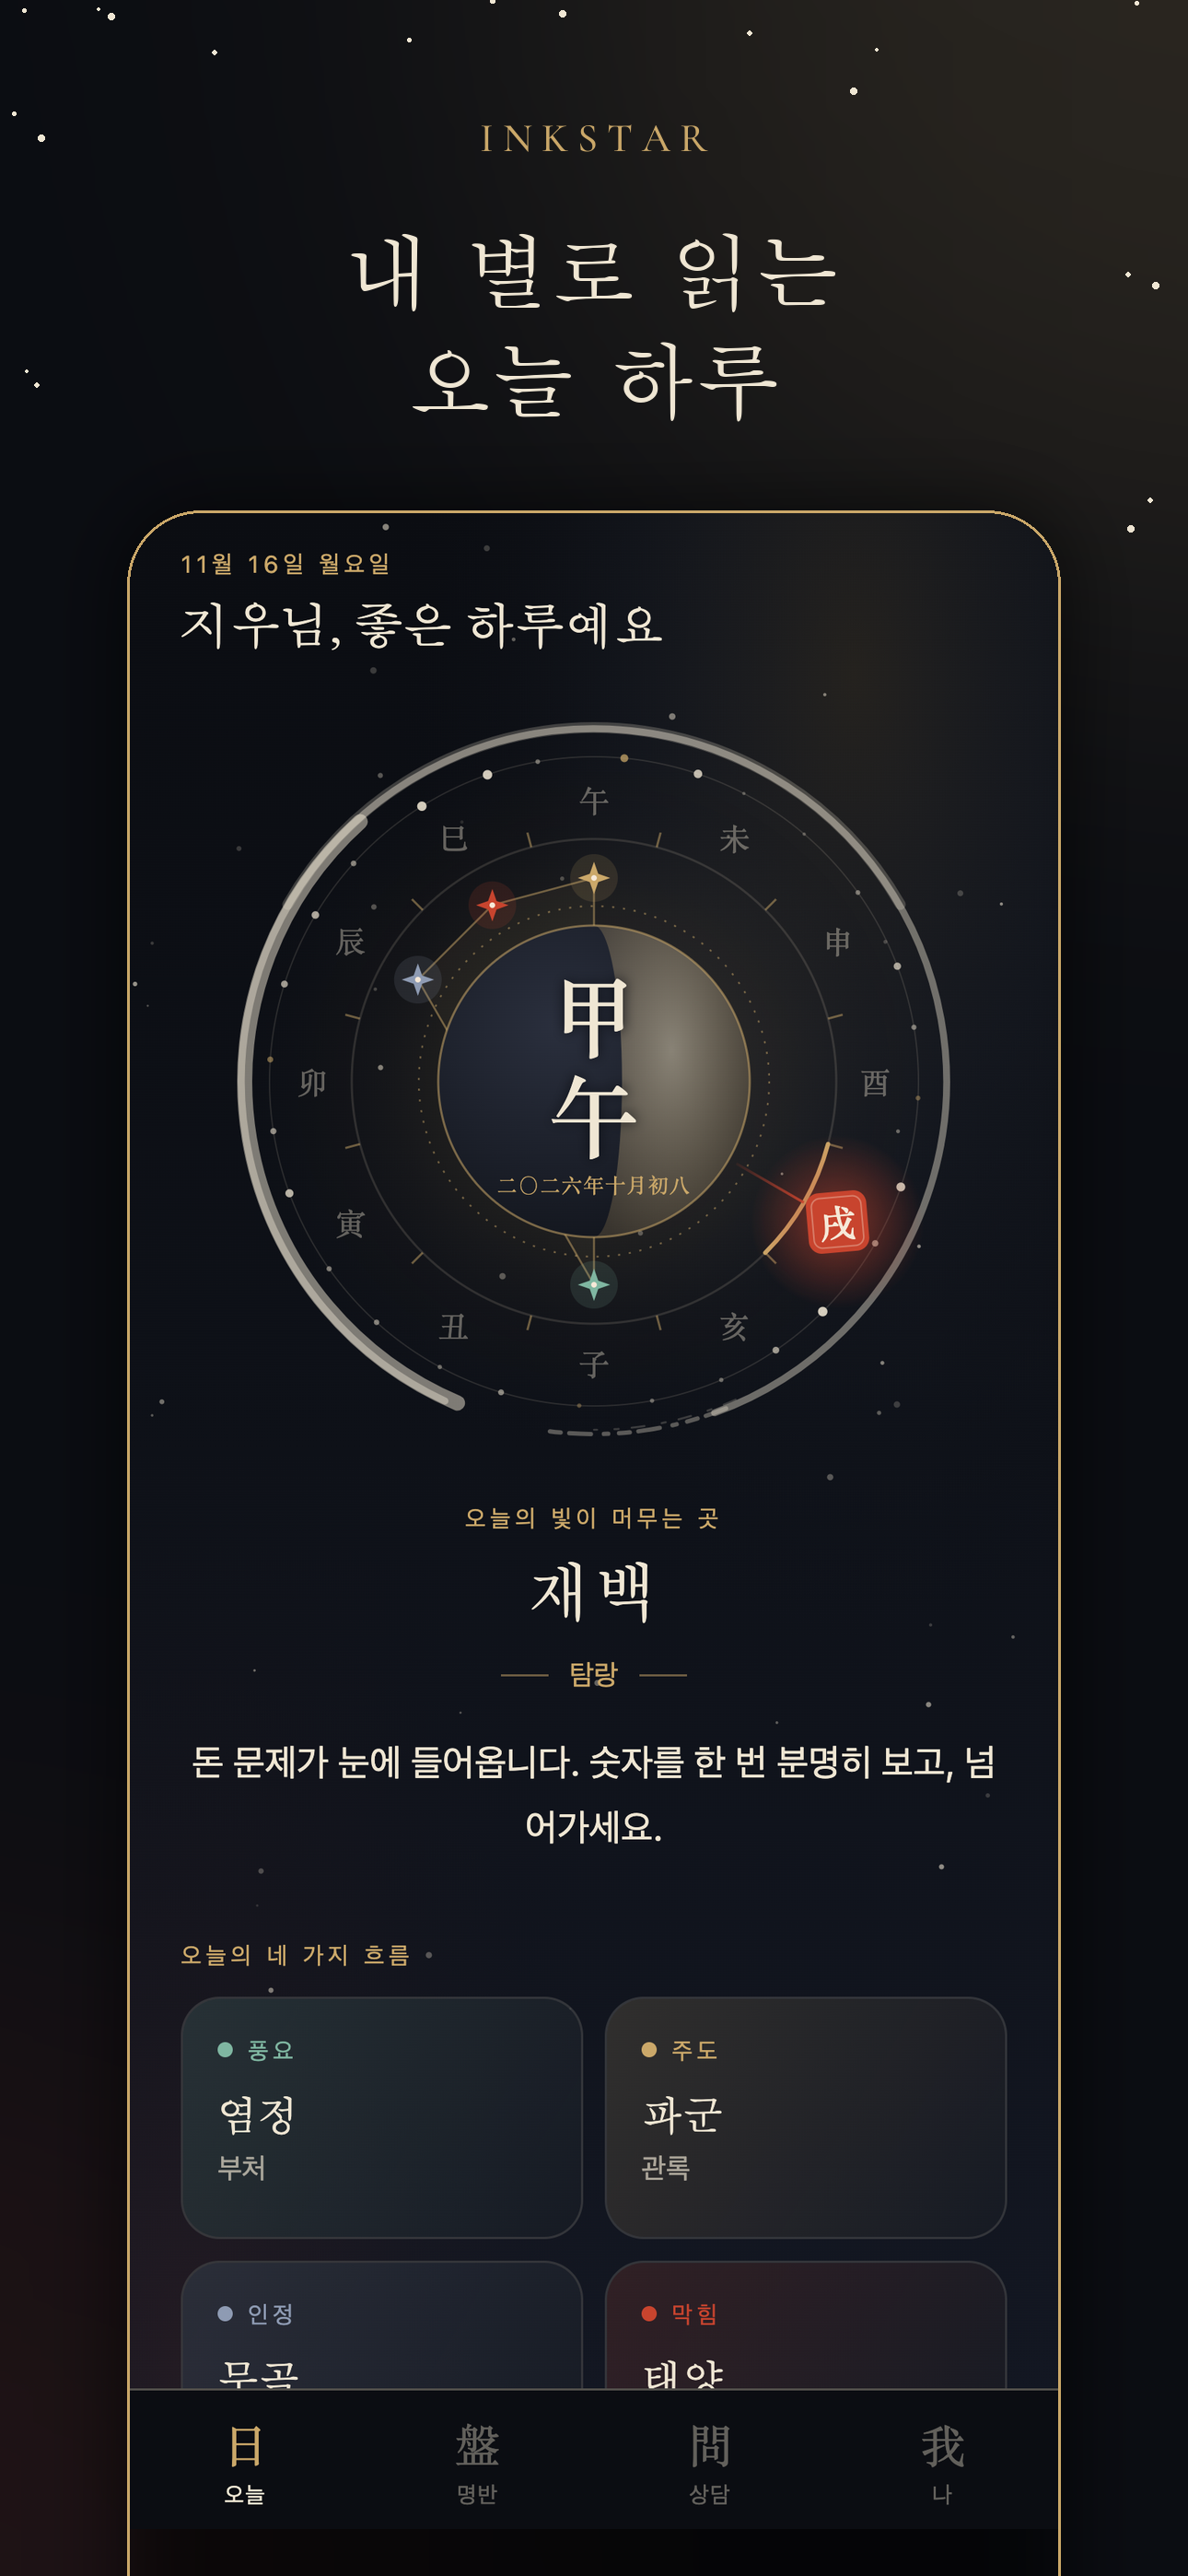 INKSTAR
내 별로 읽는
오늘 하루
11월 16일 월요일
지우님, 좋은 하루예요
午
巳
未
辰
申
甲
午
卯
酉
二〇二六年十月初八
寅
戌
丑
亥
子
오늘의 빛이 머무는 곳
재백
탐랑
돈 문제가 눈에 들어옵니다. 숫자를 한 번 분명히 보고, 넘
어가세요.
오늘의 네 가지 흐름
풍요
염정
부처
주도
파군
관록
인정
무곡
막힘
태양
日
오늘
盤
명반
問
상담
我
나